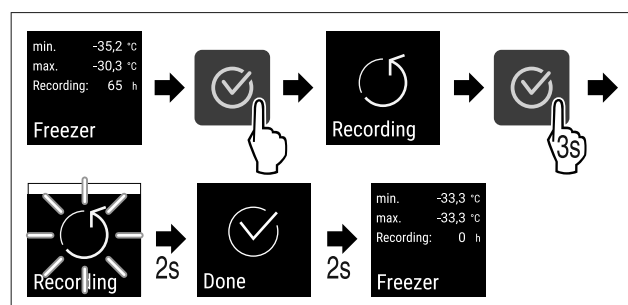 min. -35,2 °C
max. -30,3 °C
Recording: 65 h
Freezer
Recording
3s
Recording
2s
Done
2s
min. -33,3 °C
max. -33,3 °C
Recording: 0 h
Freezer